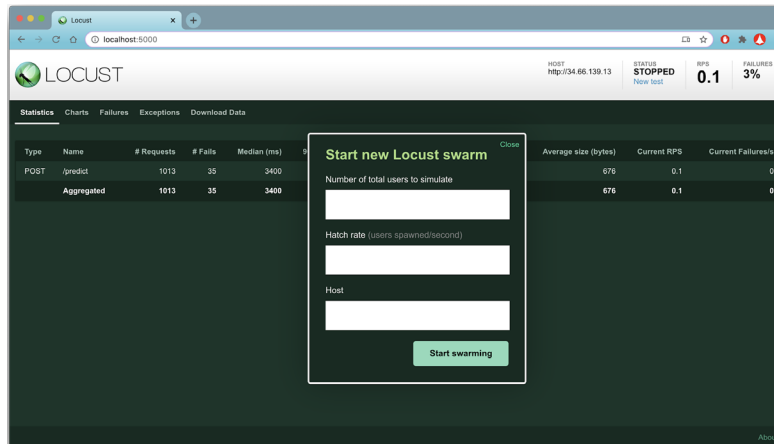 Locust
localhost:5000
LOCUST
HOST
http://34.66.139.13
STATUS
STOPPED
New test
RPS
0.1
FAILURES
3%
Statistics Charts Failures Exceptions Download Data
Type Name # Requests # Fails Median (ms) 9 Average size (bytes) Current RPS Current Failures/s
POST /predict 1013 35 3400 676 0.1 0
Aggregated 1013 35 3400 676 0.1 0
Close
Start new Locust swarm
Number of total users to simulate
Hatch rate (users spawned/second)
Host
Start swarming